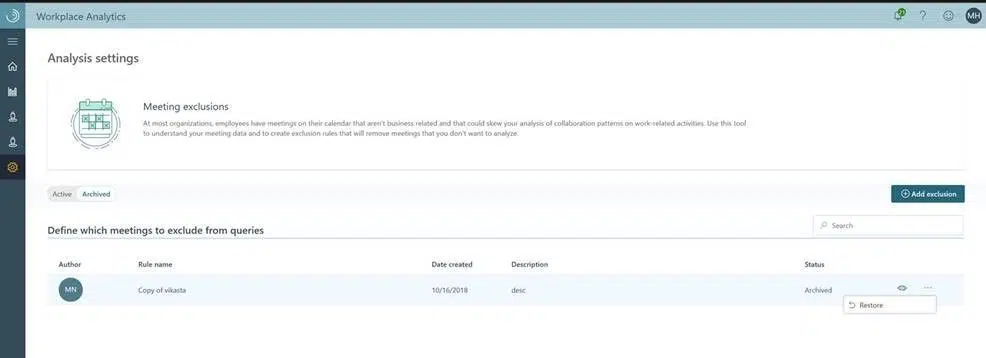 Workplace Analytics
23
?
MH
Analysis settings
Meeting exclusions
At most organizations, employees have meetings on their calendar that aren't business related and that could skew your analysis of collaboration patterns on work-related activities. Use this tool
to understand your meeting data and to create exclusion rules that will remove meetings that you don't want to analyze.
Active Archived
Add exclusion
Search
Define which meetings to exclude from queries
Author Rule name Date created Description Status
MN Copy of vikasta 10/16/2018 desc Archived ...
Restore